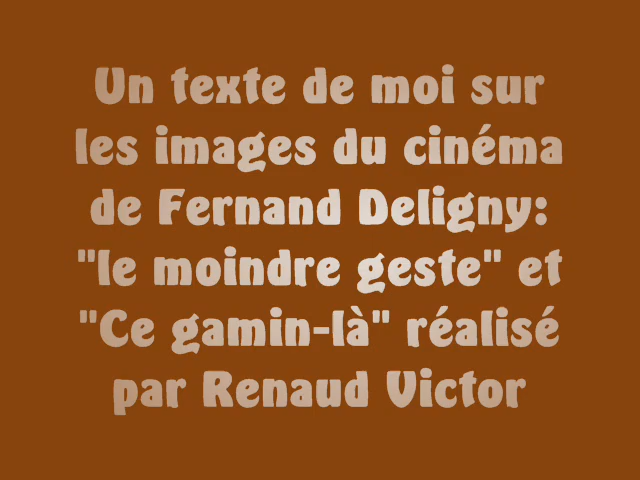 Un texte de moi sur
les images du cinéma
de Fernand Deligny:
"le moindre geste" et
"Ce gamin-là" réalisé
par Renaud Victor